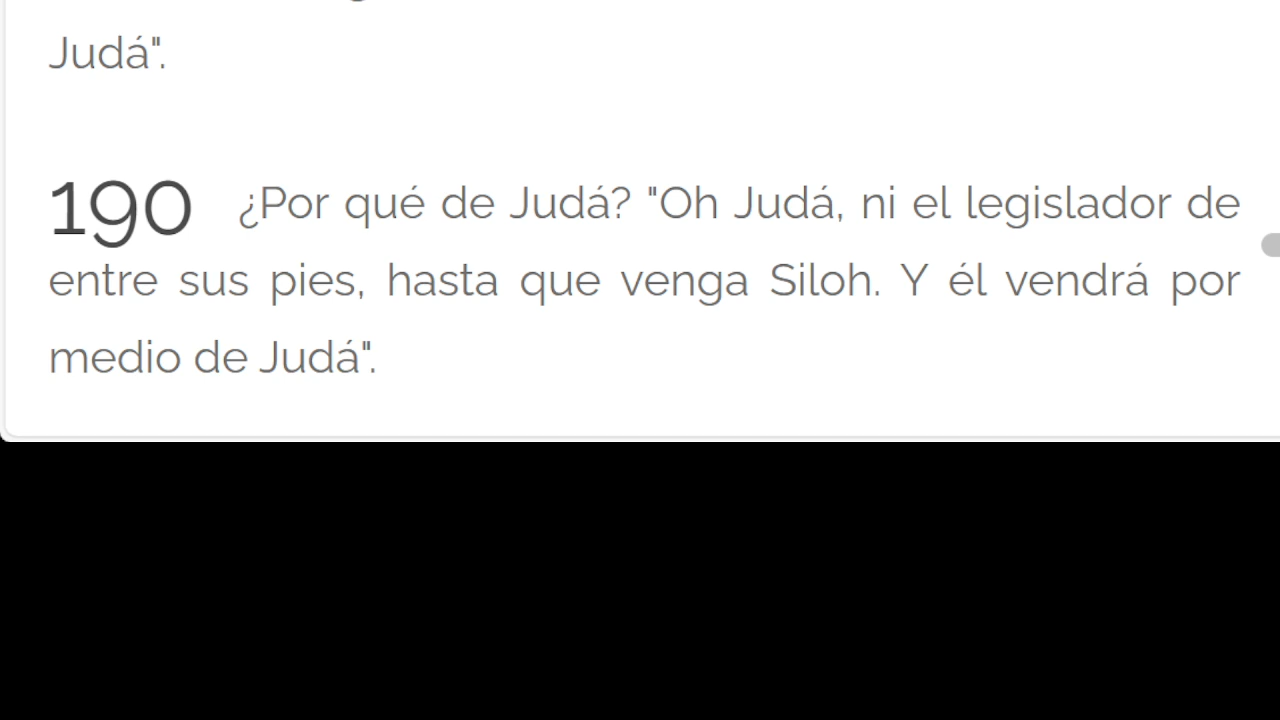 Judá".
190 ¿Por qué de Judá? "Oh Judá, ni el legislador de
entre sus pies, hasta que venga Siloh. Y él vendrá por
medio de Judá".